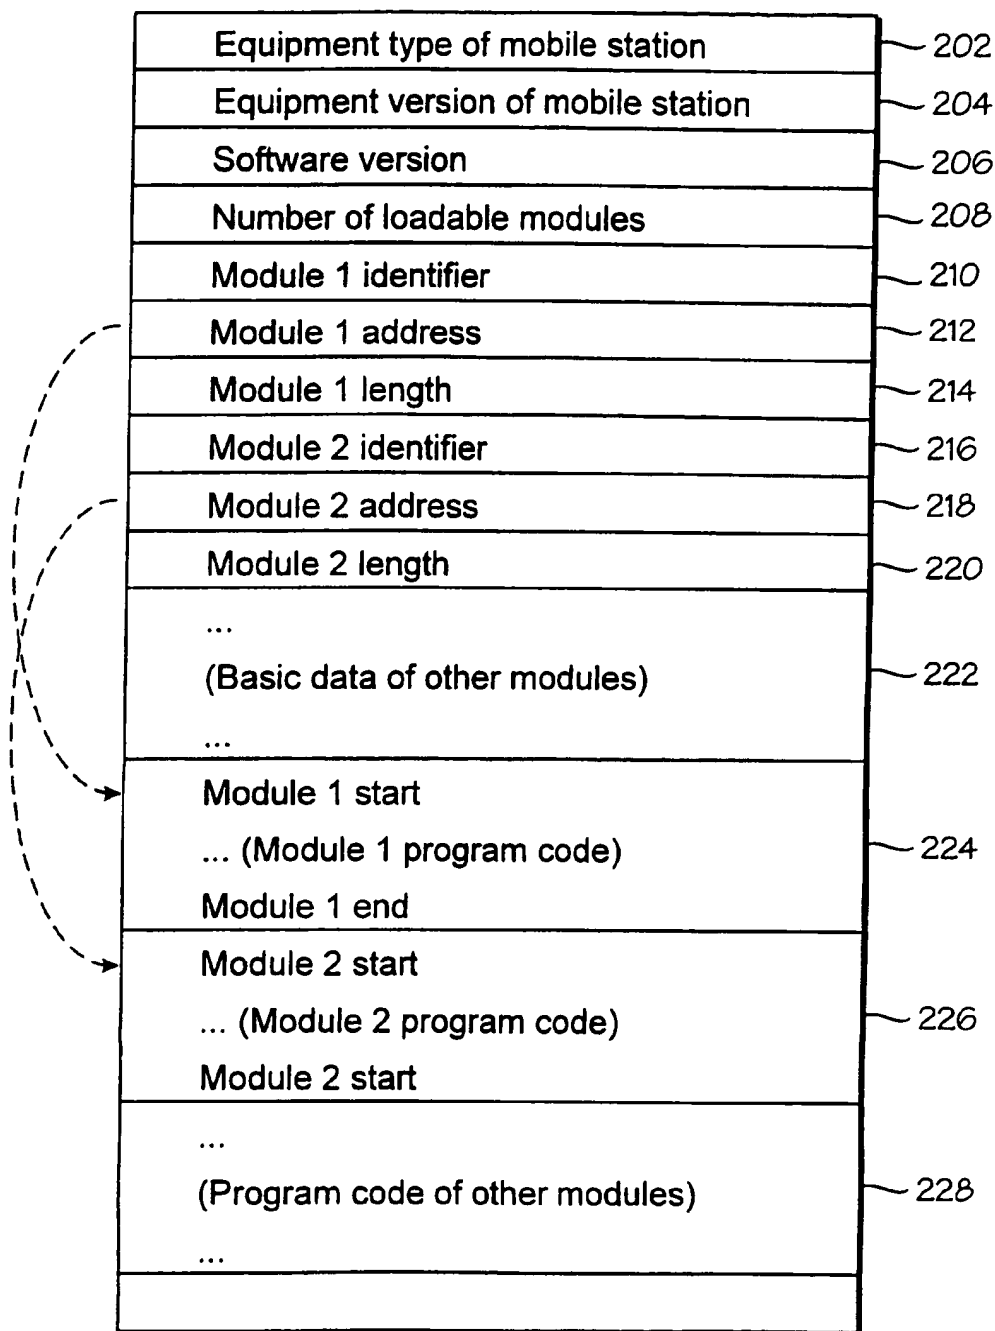 Equipment type of mobile station 202
Equipment version of mobile station 204
Software version 206
Number of loadable modules 208
Module 1 identifier 210
Module 1 address 212
Module 1 length 214
Module 2 identifier 216
Module 2 address 218
Module 2 length 220
...
(Basic data of other modules) 222
...
Module 1 start
... (Module 1 program code) 224
Module 1 end
Module 2 start
... (Module 2 program code) 226
Module 2 start
...
(Program code of other modules) 228
...